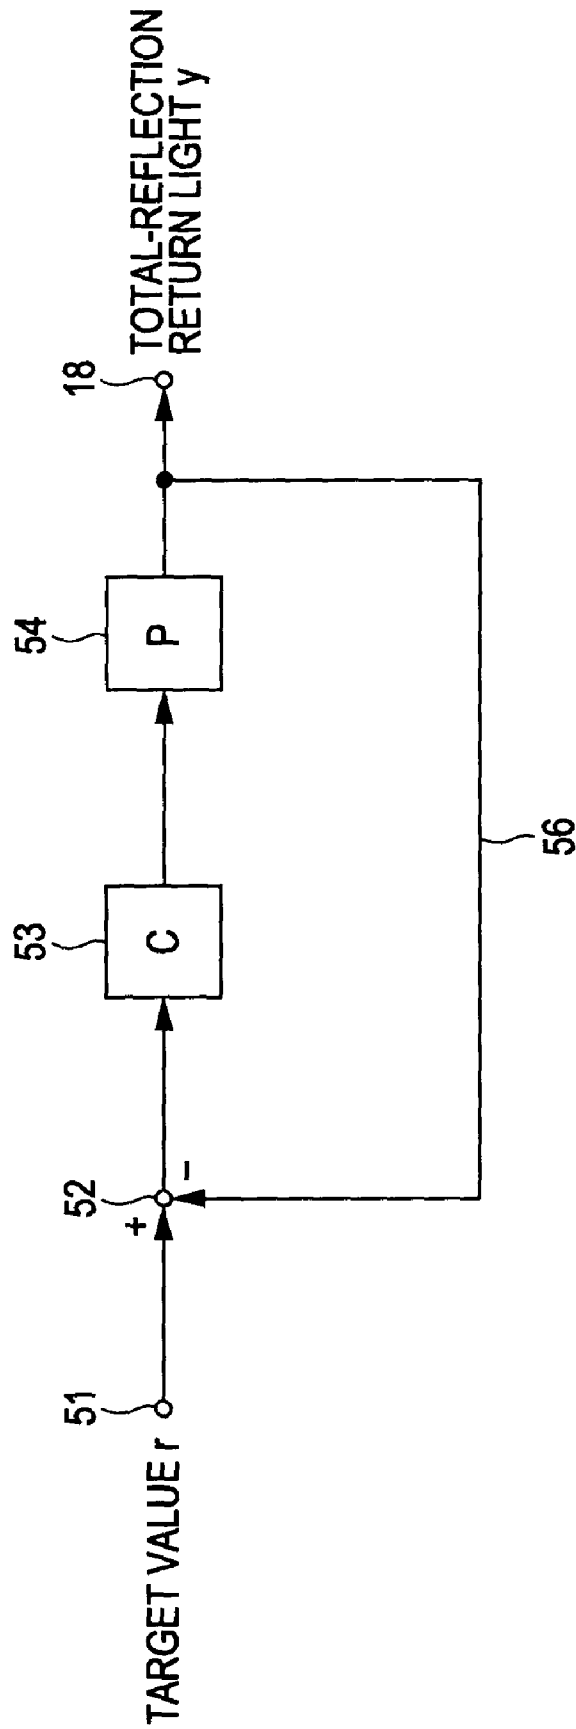 TARGET VALUE r
51
+
52
−
53
C
54
P
18
TOTAL-REFLECTION
RETURN LIGHT y
56